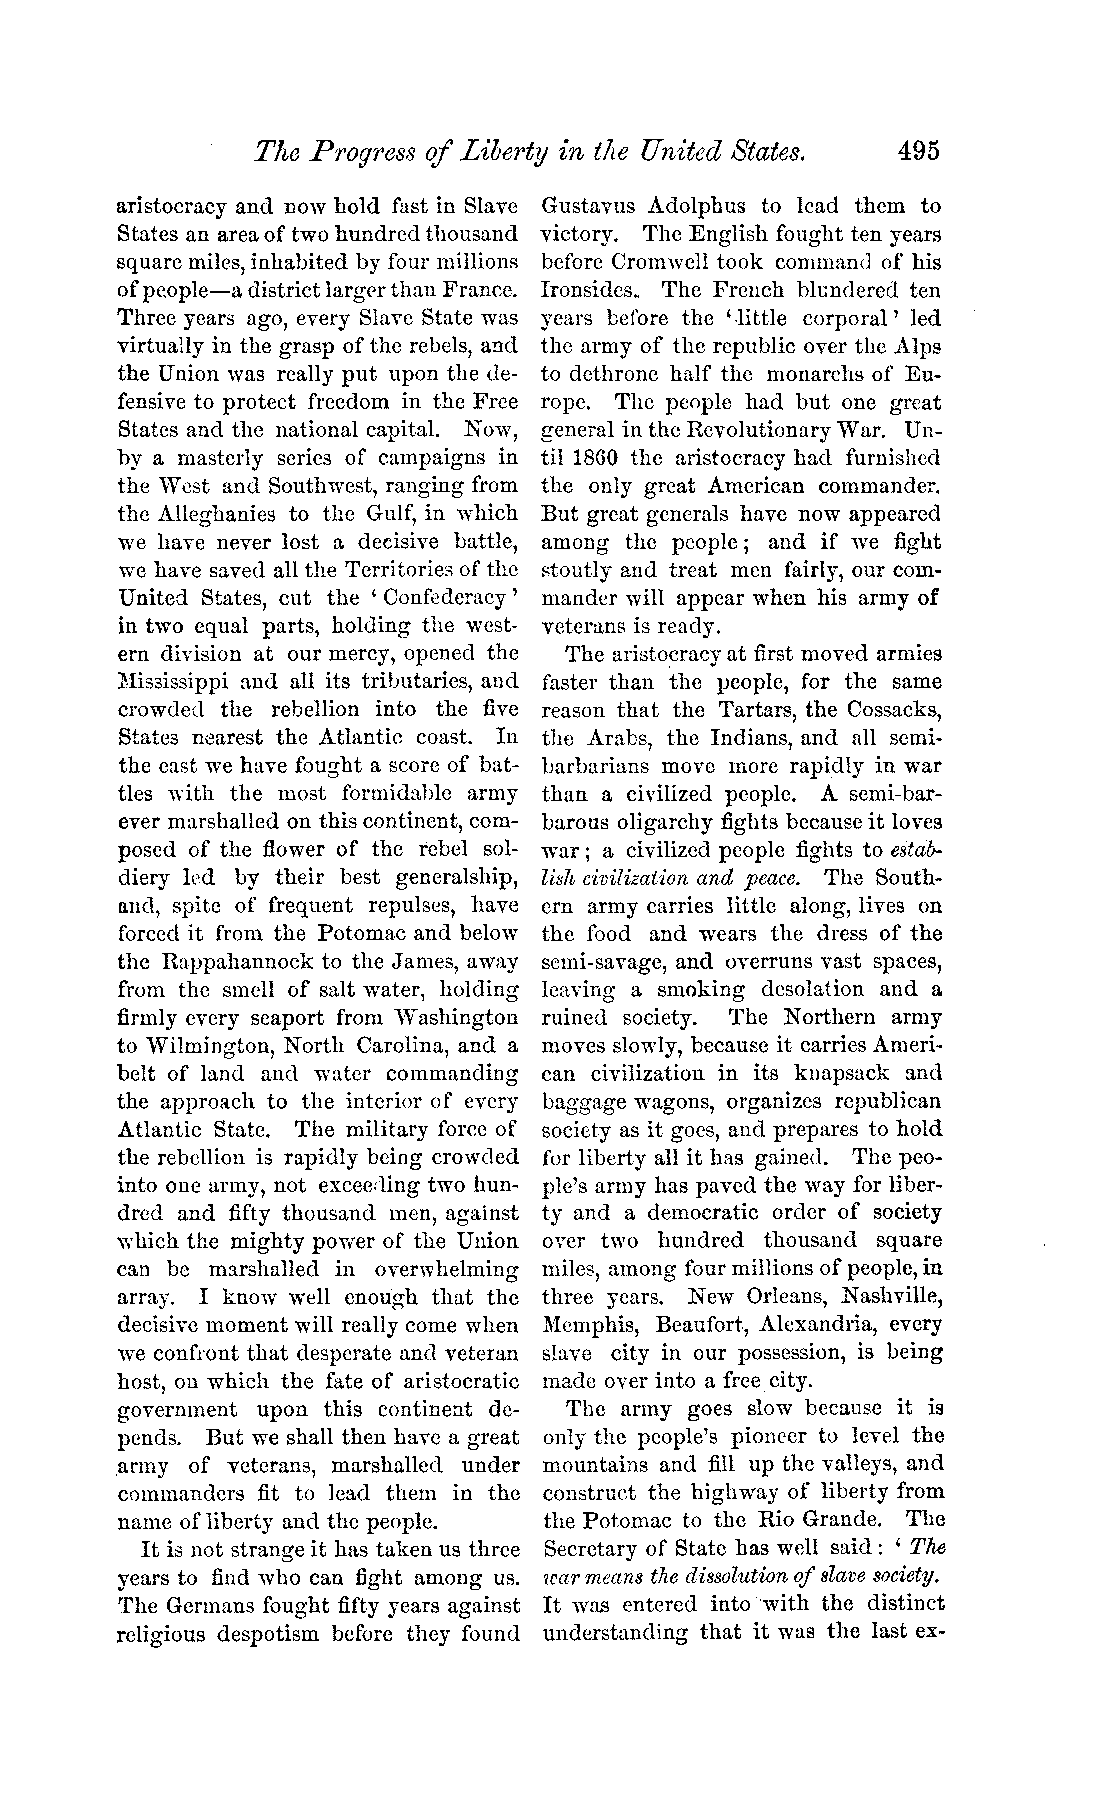 The Progress of Liberty in the United States. 495
aristocracy and now hold fast in Slave
States an area of two hundred thousand
square miles, inhabited by four millions
of people—a district larger than France.
Three years ago, every Slave State was
virtually in the grasp of the rebels, and
the Union was really put upon the de-
fensive to protect freedom in the Free
States and the national capital. Now,
by a masterly series of campaigns in
the West and Southwest, ranging from
the Alleghanies to the Gulf, in which
we have never lost a decisive battle,
we have saved all the Territories of the
United States, cut the ‘Confederacy’
in two equal parts, holding the west-
ern division at our mercy, opened the
Mississippi and all its tributaries, and
crowded the rebellion into the five
States nearest the Atlantic coast. In
the east we have fought a score of bat-
tles with the most formidable army
ever marshalled on this continent, com-
posed of the flower of the rebel sol-
diery led by their best generalship,
and, spite of frequent repulses, have
forced it from the Potomac and below
the Rappahannock to the James, away
from the smell of salt water, holding
firmly every seaport from Washington
to Wilmington, North Carolina, and a
belt of land and water commanding
the approach to the interior of every
Atlantic State. The military force of
the rebellion is rapidly being crowded
into one army, not exceeding two hun-
dred and fifty thousand men, against
which the mighty power of the Union
can be marshalled in overwhelming
array. I know well enough that the
decisive moment will really come when
we confront that desperate and veteran
host, on which the fate of aristocratic
government upon this continent de-
pends. But we shall then have a great
army of veterans, marshalled under
commanders fit to lead them in the
name of liberty and the people.
It is not strange it has taken us three
years to find who can fight among us.
The Germans fought fifty years against
religious despotism before they found
Gustavus Adolphus to lead them to
victory. The English fought ten years
before Cromwell took command of his
Ironsides. The French blundered ten
years before the ‘little corporal’ led
the army of the republic over the Alps
to dethrone half the monarchs of Eu-
rope. The people had but one great
general in the Revolutionary War. Un-
til 1860 the aristocracy had furnished
the only great American commander.
But great generals have now appeared
among the people; and if we fight
stoutly and treat men fairly, our com-
mander will appear when his army of
veterans is ready.
The aristocracy at first moved armies
faster than the people, for the same
reason that the Tartars, the Cossacks,
the Arabs, the Indians, and all semi-
barbarians move more rapidly in war
than a civilized people. A semi-bar-
barous oligarchy fights because it loves
war; a civilized people fights to estab-
lish civilization and peace. The South-
ern army carries little along, lives on
the food and wears the dress of the
semi-savage, and overruns vast spaces,
leaving a smoking desolation and a
ruined society. The Northern army
moves slowly, because it carries Ameri-
can civilization in its knapsack and
baggage wagons, organizes republican
society as it goes, and prepares to hold
for liberty all it has gained. The peo-
ple's army has paved the way for liber-
ty and a democratic order of society
over two hundred thousand square
miles, among four millions of people, in
three years. New Orleans, Nashville,
Memphis, Beaufort, Alexandria, every
slave city in our possession, is being
made over into a free city.
The army goes slow because it is
only the people's pioneer to level the
mountains and fill up the valleys, and
construct the highway of liberty from
the Potomac to the Rio Grande. The
Secretary of State has well said: ‘The
war means the dissolution of slave society.
It was entered into with the distinct
understanding that it was the last ex-